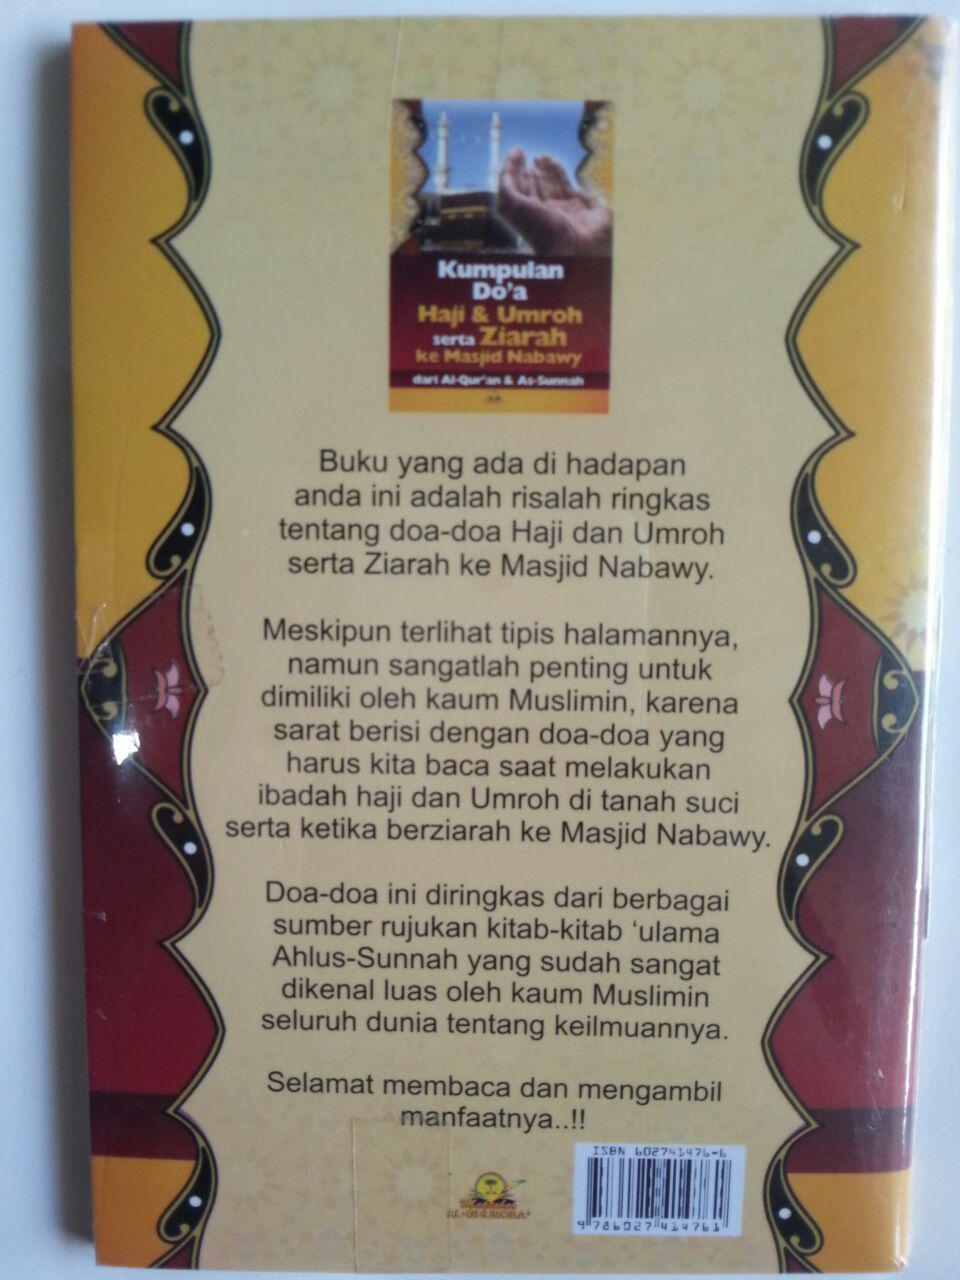 Kumpulan
Do'a
Haji & Umroh
serta Ziarah
ke Masjid Nabawy
dari Al-Qur'an & As-Sunnah
Buku yang ada di hadapan
anda ini adalah risalah ringkas
tentang doa-doa Haji dan Umroh
serta Ziarah ke Masjid Nabawy.
Meskipun terlihat tipis halamannya,
namun sangatlah penting untuk
dimiliki oleh kaum Muslimin, karena
sarat berisi dengan doa-doa yang
harus kita baca saat melakukan
ibadah haji dan Umroh di tanah suci
serta ketika berziarah ke Masjid Nabawy.
Doa-doa ini diringkas dari berbagai
sumber rujukan kitab-kitab ‘ulama
Ahlus-Sunnah yang sudah sangat
dikenal luas oleh kaum Muslimin
seluruh dunia tentang keilmuannya.
Selamat membaca dan mengambil
manfaatnya..!!
ISBN 602741476-6
AL-GHUROBA'
9 786027 414761